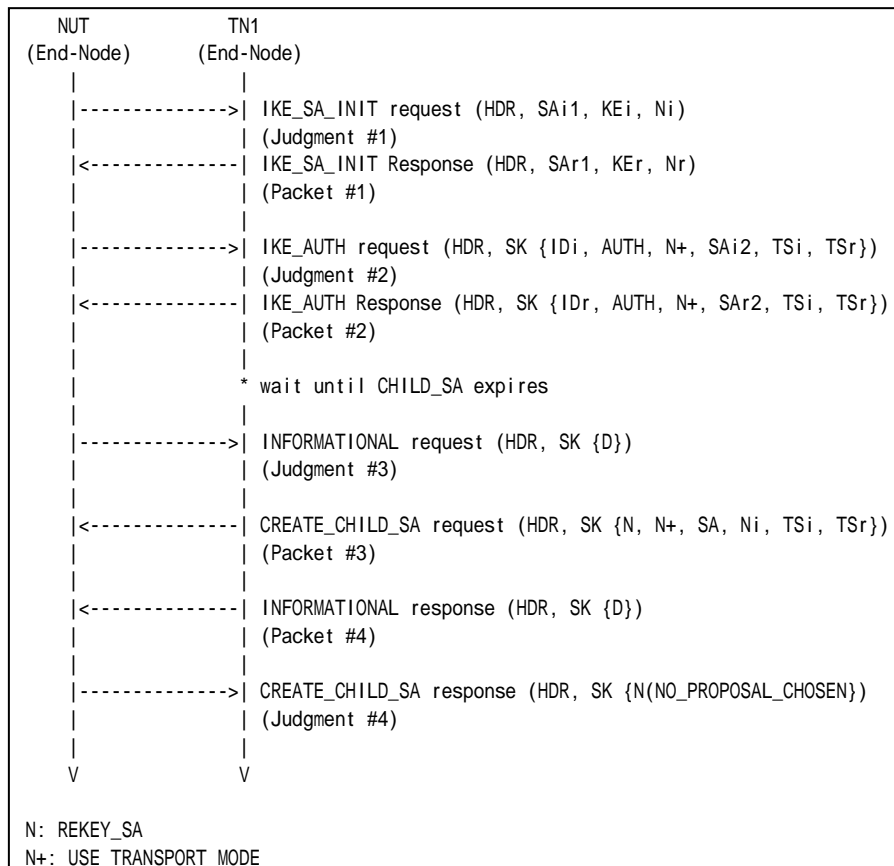 NUT TN1
(End-Node) (End-Node)
| |
|-------------->| IKE_SA_INIT request (HDR, SAi1, KEi, Ni)
| | (Judgment #1)
|<--------------| IKE_SA_INIT Response (HDR, SAr1, KEr, Nr)
| | (Packet #1)
| |
|-------------->| IKE_AUTH request (HDR, SK {IDi, AUTH, N+, SAi2, TSi, TSr})
| | (Judgment #2)
|<--------------| IKE_AUTH Response (HDR, SK {IDr, AUTH, N+, SAr2, TSi, TSr})
| | (Packet #2)
| |
| * wait until CHILD_SA expires
| |
|-------------->| INFORMATIONAL request (HDR, SK {D})
| | (Judgment #3)
| |
|<--------------| CREATE_CHILD_SA request (HDR, SK {N, N+, SA, Ni, TSi, TSr})
| | (Packet #3)
| |
|<--------------| INFORMATIONAL response (HDR, SK {D})
| | (Packet #4)
| |
|-------------->| CREATE_CHILD_SA response (HDR, SK {N(NO_PROPOSAL_CHOSEN})
| | (Judgment #4)
| |
V V
N: REKEY_SA
N+: USE_TRANSPORT_MODE